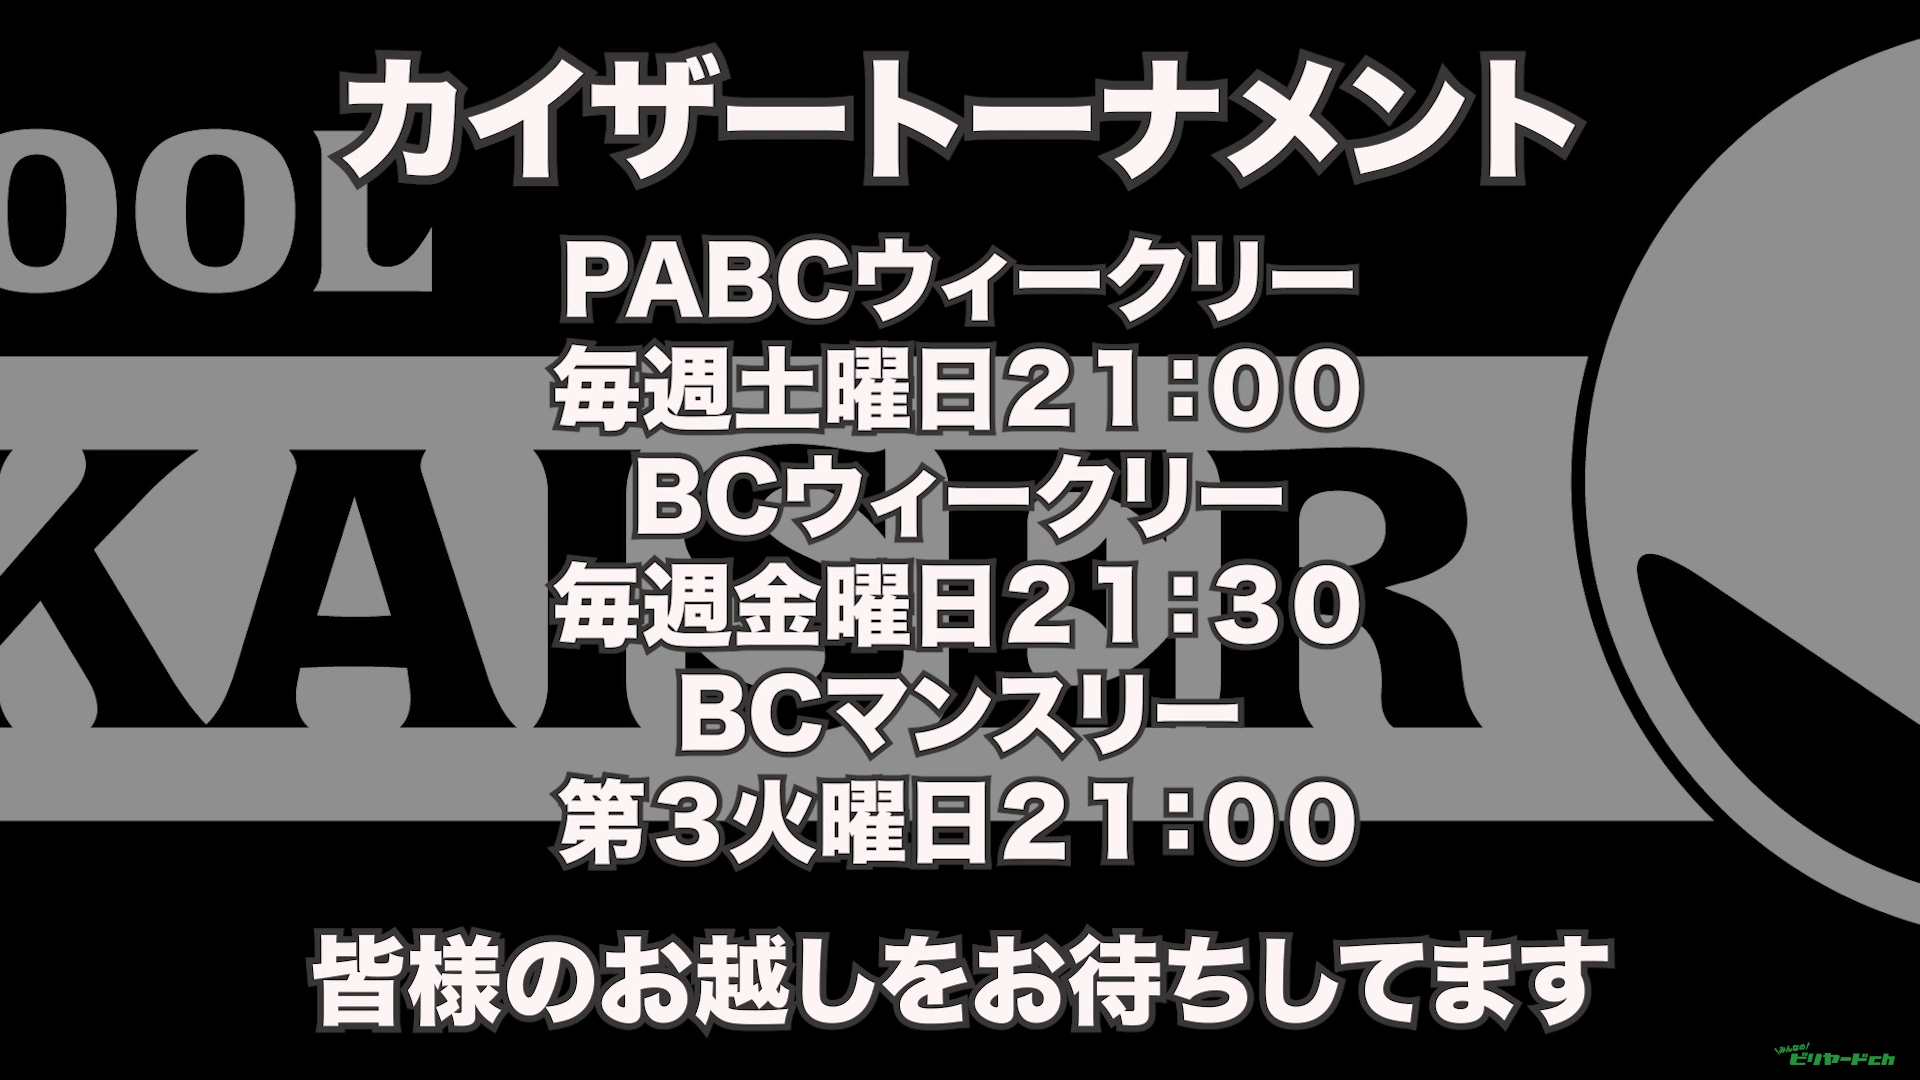 カイザートーナメント
PABCウィークリー
毎週土曜日21:00
BCウィークリー
毎週金曜日21:30
BCマンスリー
第3火曜日21:00
皆様のお越しをお待ちしてます
OOL
KAISER
みんなの!
ビリヤードch